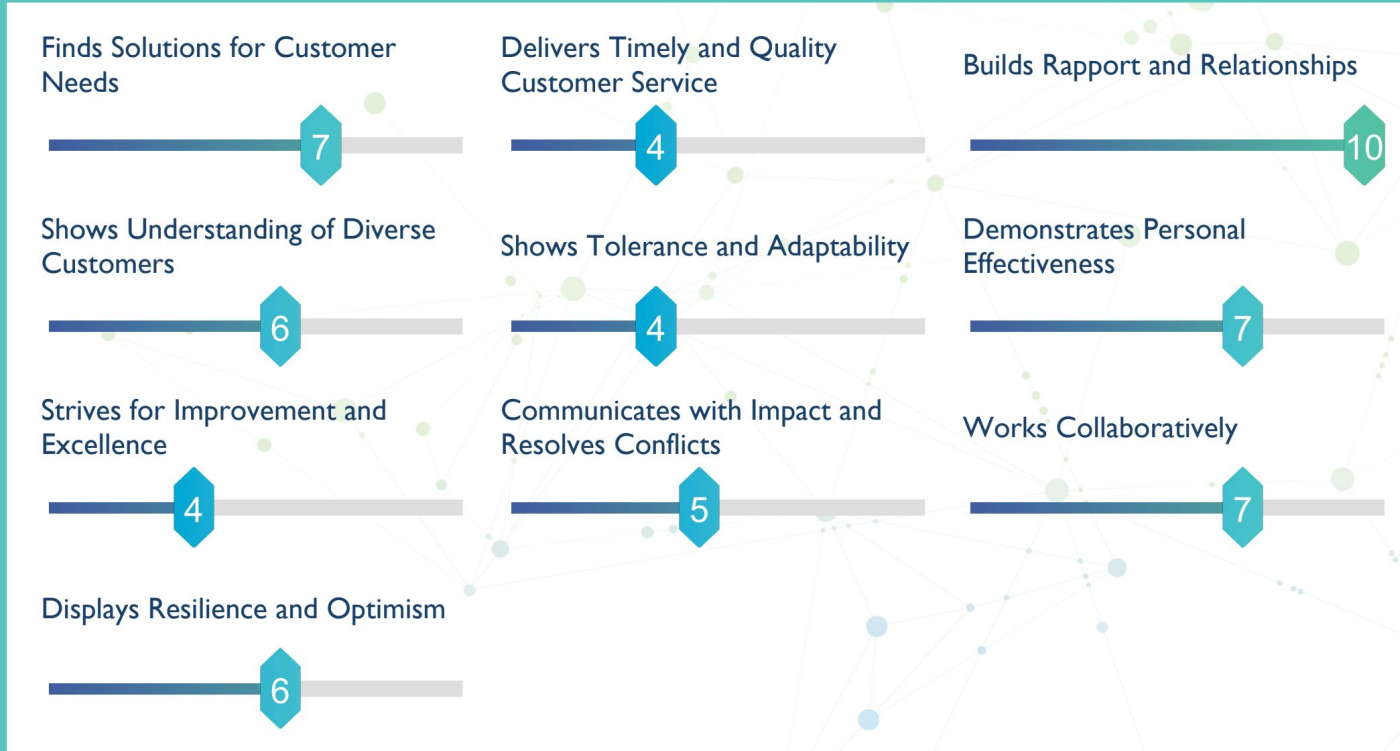 Finds Solutions for Customer
Needs
7
Delivers Timely and Quality
Customer Service
4
Builds Rapport and Relationships
10
Shows Understanding of Diverse
Customers
6
Shows Tolerance and Adaptability
4
Demonstrates Personal
Effectiveness
7
Strives for Improvement and
Excellence
4
Communicates with Impact and
Resolves Conflicts
5
Works Collaboratively
7
Displays Resilience and Optimism
6